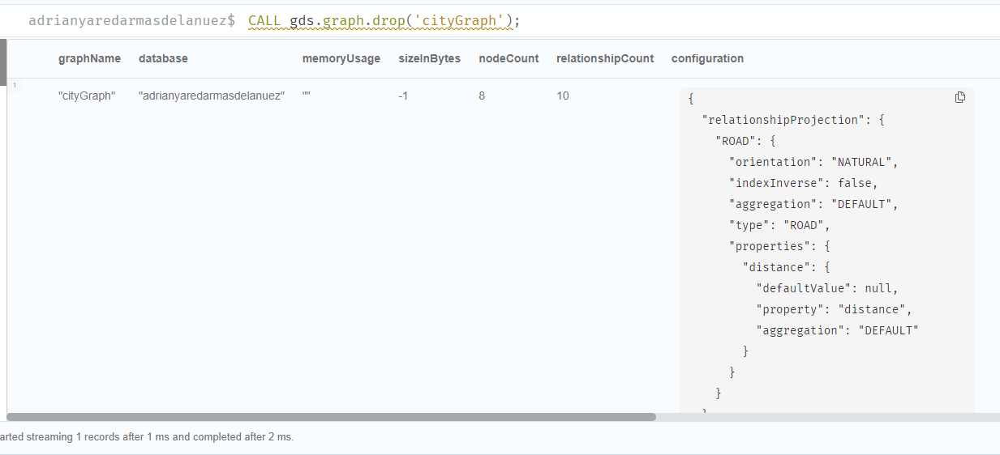 adrianyaredarmasdelanuez$ CALL gds.graph.drop('cityGraph');
graphName database memoryUsage sizeInBytes nodeCount relationshipCount configuration
1
"cityGraph" "adrianyaredarmasdelanuez" "" -1 8 10
{
"relationshipProjection": {
"ROAD": {
"orientation": "NATURAL",
"indexInverse": false,
"aggregation": "DEFAULT",
"type": "ROAD",
"properties": {
"distance": {
"defaultValue": null,
"property": "distance",
"aggregation": "DEFAULT"
}
}
}
arted streaming 1 records after 1 ms and completed after 2 ms.